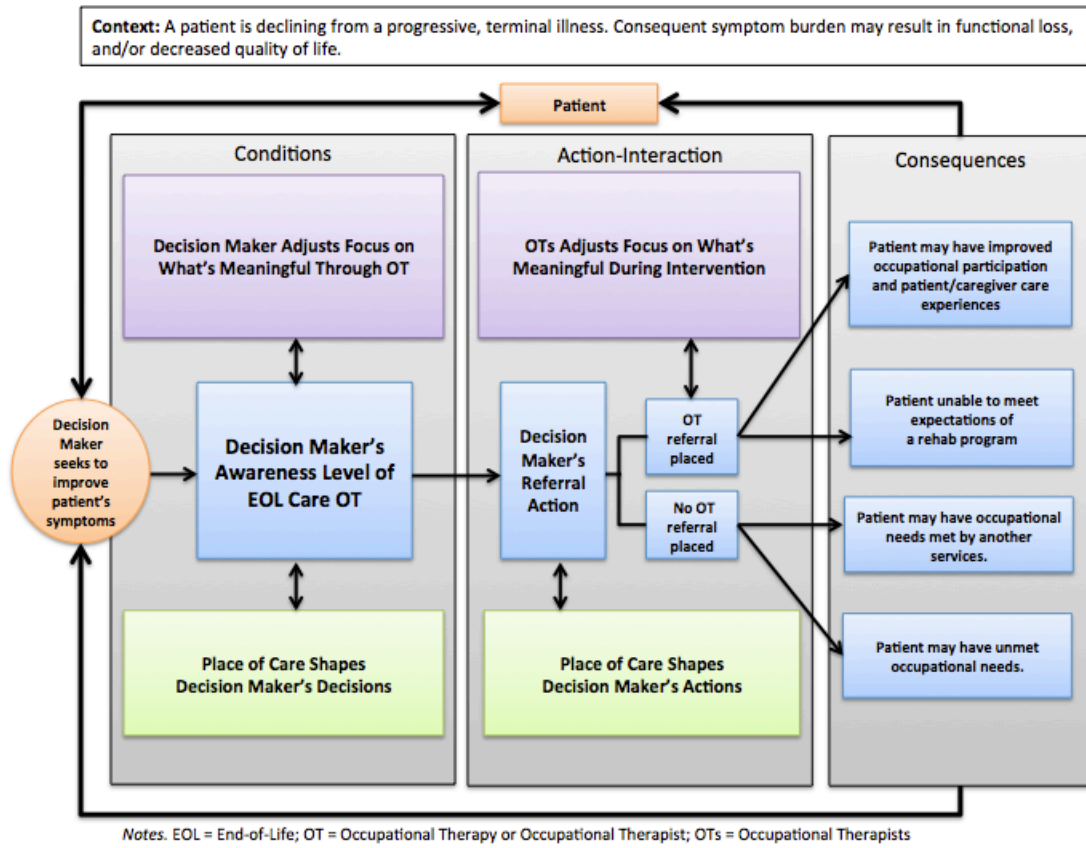 Context: A patient is declining from a progressive, terminal illness. Consequent symptom burden may result in functional loss,
and/or decreased quality of life.
Patient
Conditions
Decision Maker Adjusts Focus on
What's Meaningful Through OT
Decision
Maker
seeks to
improve
patient's
symptoms
Decision Maker's
Awareness Level of
EOL Care OT
Place of Care Shapes
Decision Maker's Decisions
Action-Interaction
OTs Adjusts Focus on What's
Meaningful During Intervention
Decision
Maker's
Referral
Action
OT
referral
placed
No OT
referral
placed
Place of Care Shapes
Decision Maker's Actions
Consequences
Patient may have improved
occupational participation
and patient/caregiver care
experiences
Patient unable to meet
expectations of
a rehab program
Patient may have occupational
needs met by another
services.
Patient may have unmet
occupational needs.
Notes. EOL = End-of-Life; OT = Occupational Therapy or Occupational Therapist; OTs = Occupational Therapists